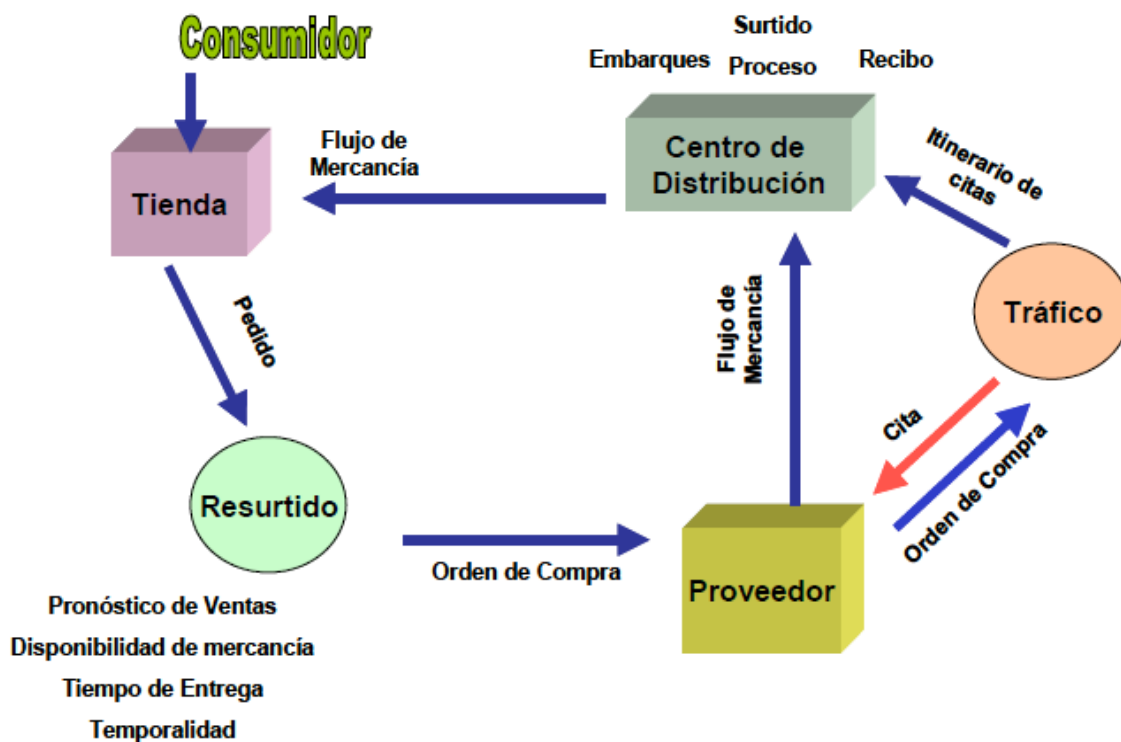 Consumidor
Surtido
Embarques
Proceso
Recibo
Flujo de
Mercancía
Centro de
Distribución
Itinerario de
citas
Tienda
Pedido
Flujo de
Mercancía
Tráfico
Cita
Orden de Compra
Resurtido
Orden de Compra
Proveedor
Pronóstico de Ventas
Disponibilidad de mercancía
Tiempo de Entrega
Temporalidad